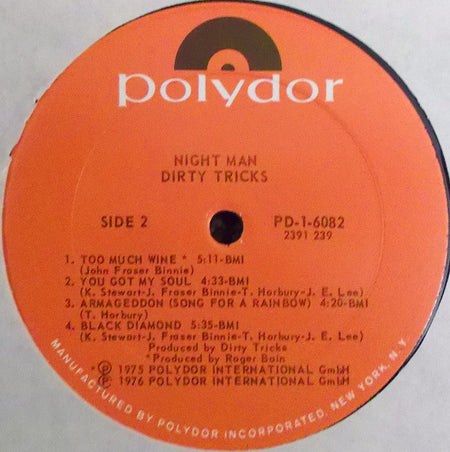 polydor
NIGHT MAN
DIRTY TRICKS
SIDE 2
PD-1-6082
2391 239
1. TOO MUCH WINE * 5:11-BMI
(John Fraser Binnie)
2. YOU GOT MY SOUL 4:33-BMI
(K. Stewart-J. Fraser Binnie-T. Horbury-J. E. Lee)
3. ARMAGEDDON (SONG FOR A RAINBOW) 4:20-BMI
(T. Horbury)
4. BLACK DIAMOND 5:35-BMI
(K. Stewart-J. Fraser Binnie-T. Horbury-J. E. Lee)
Produced by Dirty Tricks
*Produced by Roger Bain
*℗ 1975 POLYDOR INTERNATIONAL GmbH
℗ 1976 POLYDOR INTERNATIONAL GmbH
MANUFACTURED BY POLYDOR INCORPORATED, NEW YORK, N.Y.